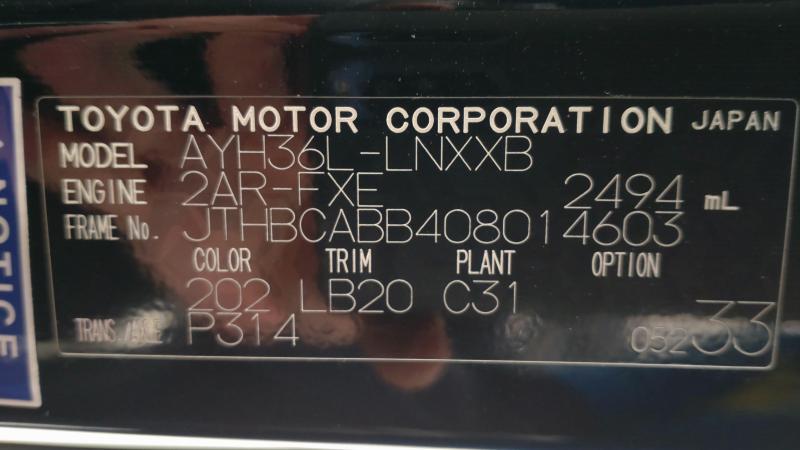 TOYOTA MOTOR CORPORATION JAPAN
MODEL AYH36L-LNXXB
ENGINE 2AR-FXE 2494 mL
FRAME No. JTHBCABB408014603
COLOR TRIM PLANT OPTION
202 LB20 C31
TRANS./AXLE P314 05233
NOTICE